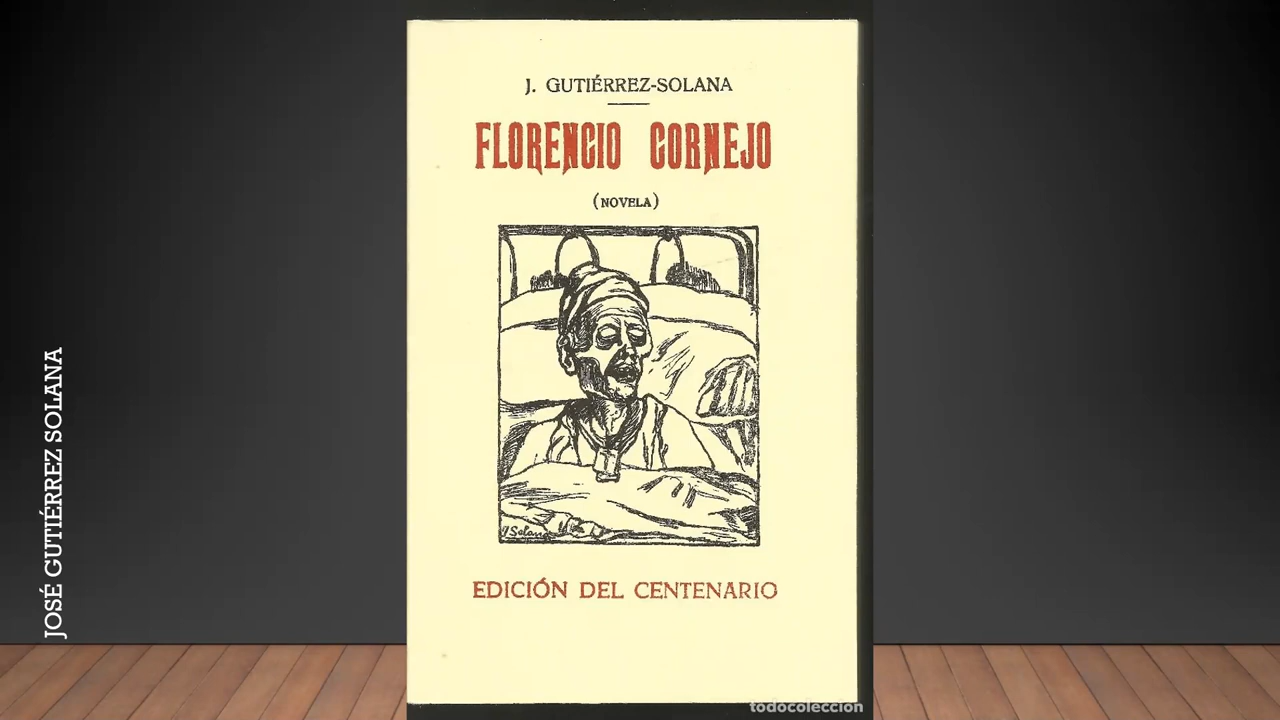 J. GUTIÉRREZ-SOLANA
FLORENCIO CORNEJO
(NOVELA)
J Solana
EDICIÓN DEL CENTENARIO
JOSÉ GUTIÉRREZ SOLANA
todocoleccion